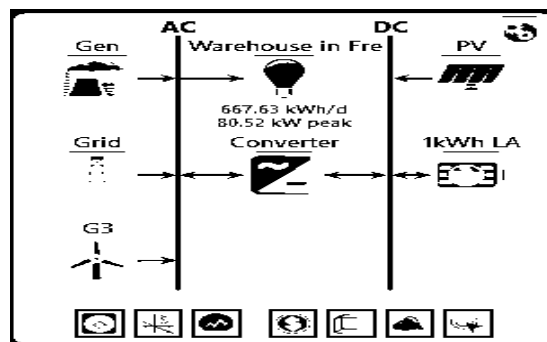 AC DC
Gen Warehouse in Fre PV
667.63 kWh/d
80.52 kW peak
Grid Converter 1kWh LA
G3